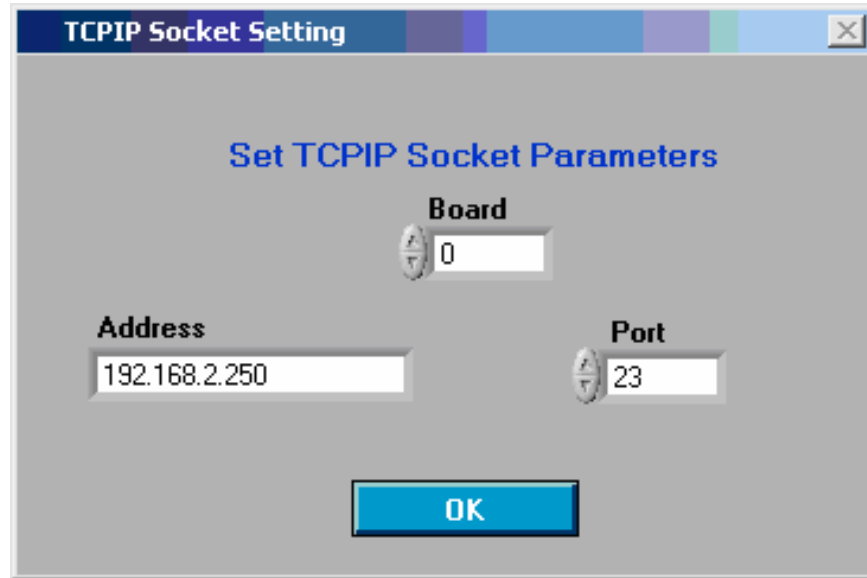 TCPIP Socket Setting
Set TCPIP Socket Parameters
Board
0
Address
Port
192.168.2.250
23
OK